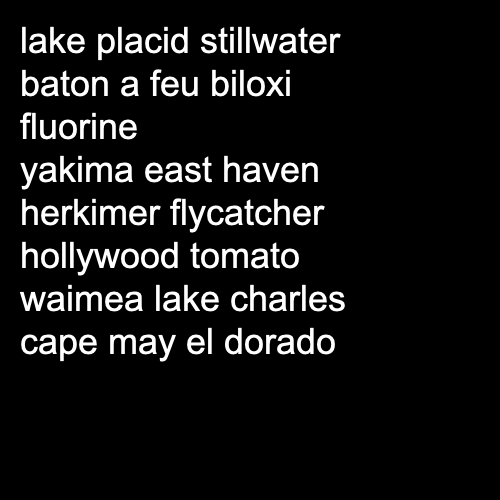 lake placid stillwater
baton a feu biloxi
fluorine
yakima east haven
herkimer flycatcher
hollywood tomato
waimea lake charles
cape may el dorado